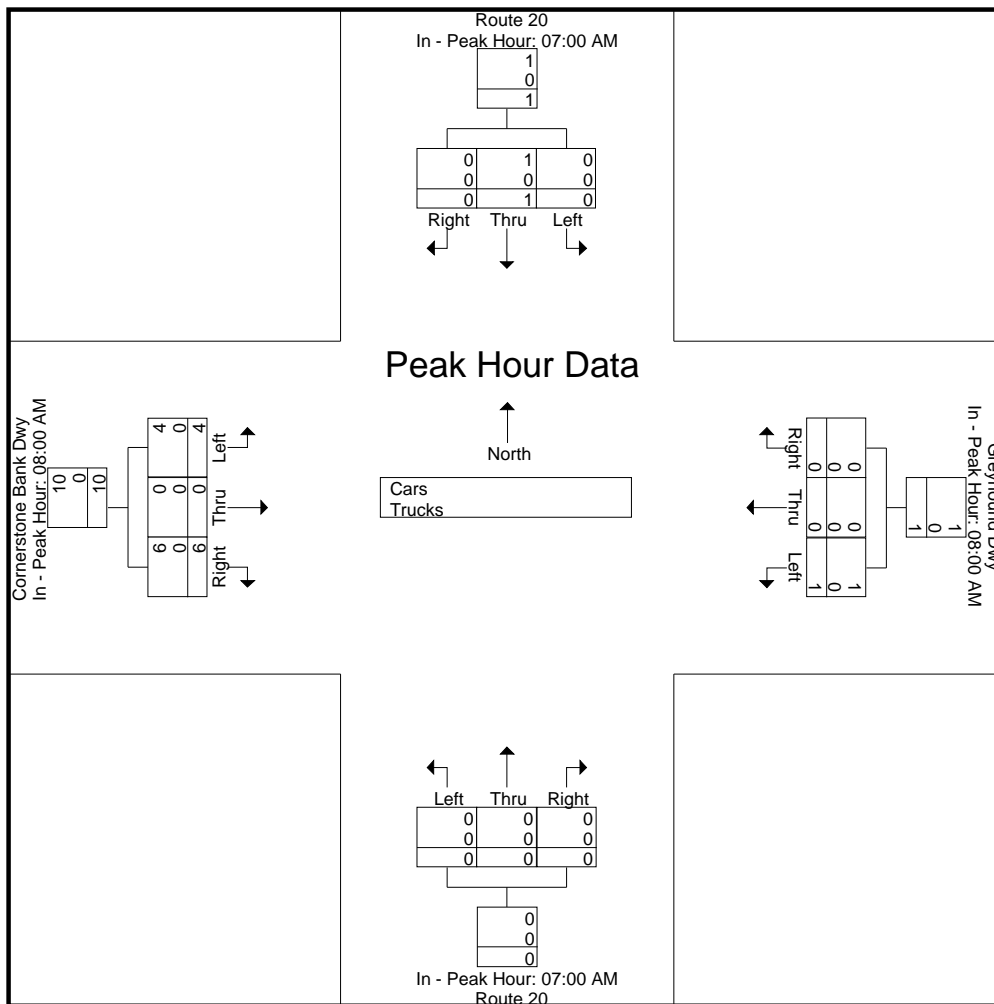 Route 20
In - Peak Hour: 07:00 AM
1
0
1
0 1 0
0 0 0
0 1 0
Right Thru Left
Peak Hour Data
North
Cars
Trucks
Cornerstone Bank Dwy
In - Peak Hour: 08:00 AM
10
0
10
Left
4
0
4
Thru
0
0
0
Right
6
0
6
Greyhound Dwy
In - Peak Hour: 08:00 AM
1
0
1
Right
0
0
0
Thru
0
0
0
Left
1
0
1
Left Thru Right
0 0 0
0 0 0
0 0 0
0
0
0
In - Peak Hour: 07:00 AM
Route 20